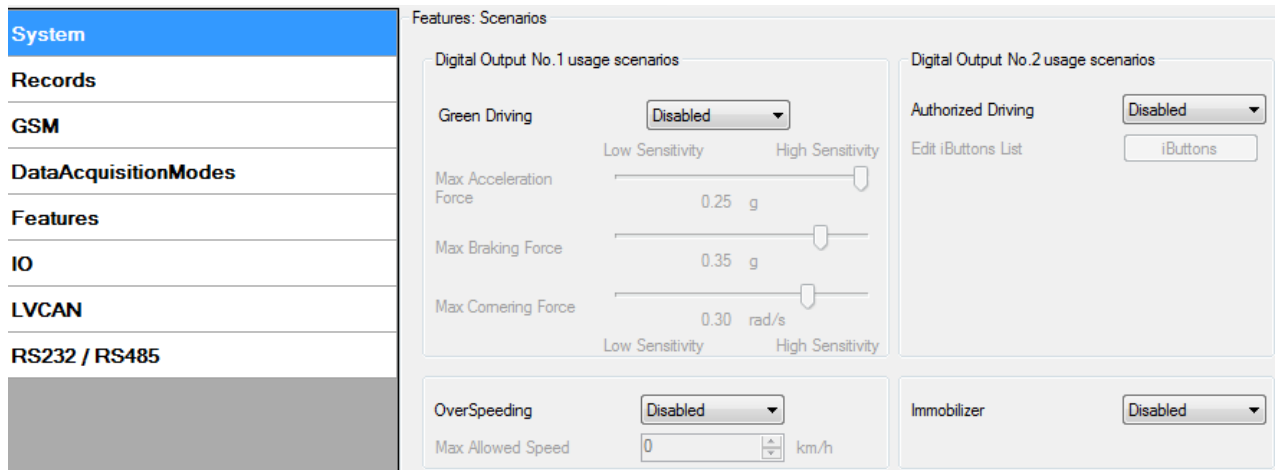 System
Records
GSM
DataAcquisitionModes
Features
IO
LVCAN
RS232 / RS485
Features: Scenarios
Digital Output No.1 usage scenarios
Green Driving
Disabled
Low Sensitivity High Sensitivity
Max Acceleration
Force
0.25 g
Max Braking Force
0.35 g
Max Cornering Force
0.30 rad/s
Low Sensitivity High Sensitivity
OverSpeeding
Disabled
Max Allowed Speed
0 km/h
Digital Output No.2 usage scenarios
Authorized Driving
Disabled
Edit iButtons List
iButtons
Immobilizer
Disabled